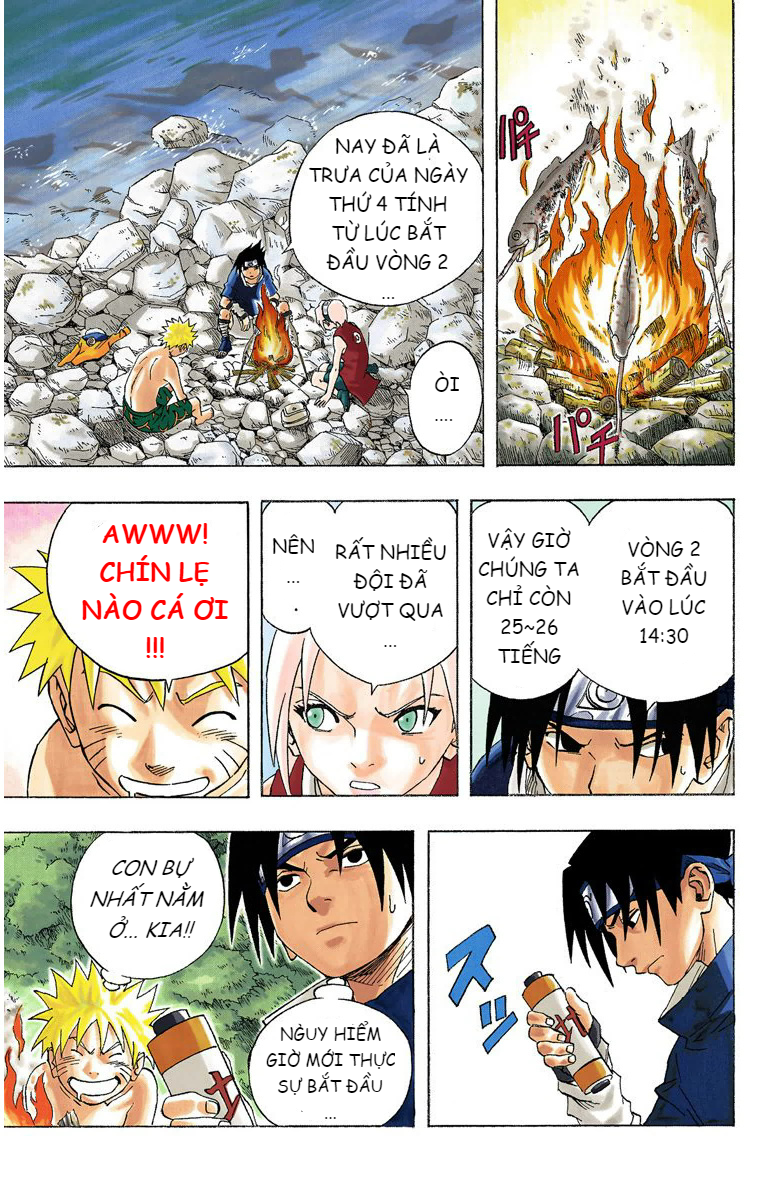 パチ
パチ
NAY ĐÃ LÀ
TRƯA CỦA NGÀY
THỨ 4 TÍNH
TỪ LÚC BẮT
ĐẦU VÒNG 2
...
ÒI
....
VÒNG 2
BẮT ĐẦU
VÀO LÚC
14:30
VẬY GIỜ
CHÚNG TA
CHỈ CÒN
25~26
TIẾNG
RẤT NHIỀU
ĐỘI ĐÃ
VƯỢT QUA
...
NÊN
...
.
AWWW!
CHÍN LẸ
NÀO CÁ ƠI
!!!
スッ
CON BỰ
NHẤT NẰM
Ở... KIA!!
NGUY HIỂM
GIỜ MỚI THỰC
SỰ BẮT ĐẦU
...